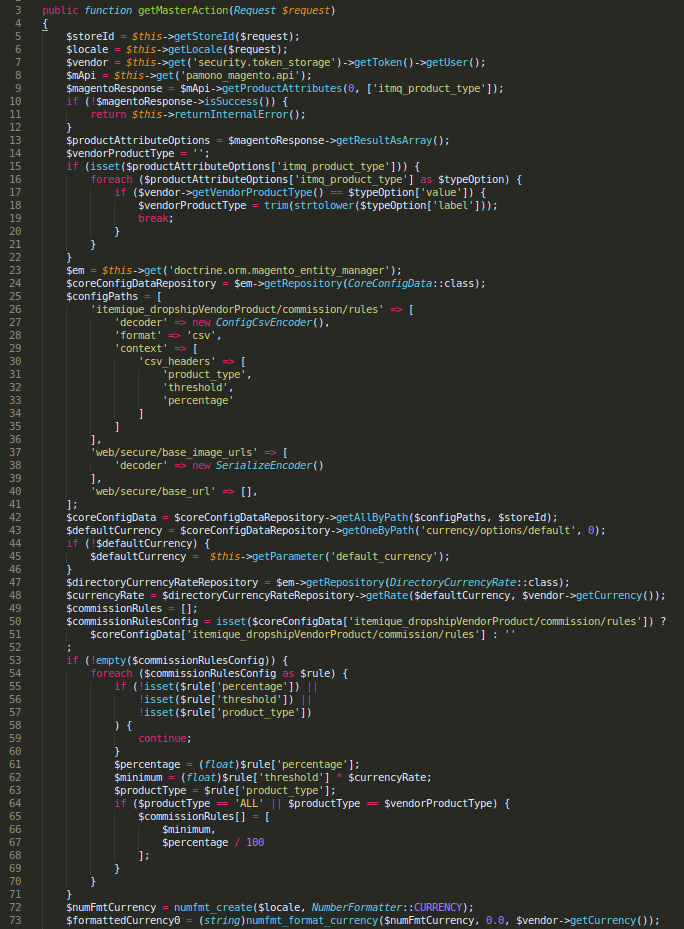 3 public function getMasterAction(Request $request)
4 {
5 $storeId = $this->getStoreId($request);
6 $locale = $this->getLocale($request);
7 $vendor = $this->get('security.token_storage')->getToken()->getUser();
8 $mApi = $this->get('pamono_magento.api');
9 $magentoResponse = $mApi->getProductAttributes(0, ['itmq_product_type']);
10 if (!$magentoResponse->isSuccess()) {
11 return $this->returnInternalError();
12 }
13 $productAttributeOptions = $magentoResponse->getResultAsArray();
14 $vendorProductType = '';
15 if (isset($productAttributeOptions['itmq_product_type'])) {
16 foreach ($productAttributeOptions['itmq_product_type'] as $typeOption) {
17 if ($vendor->getVendorProductType() == $typeOption['value']) {
18 $vendorProductType = trim(strtolower($typeOption['label']));
19 break;
20 }
21 }
22 }
23 $em = $this->get('doctrine.orm.magento_entity_manager');
24 $coreConfigDataRepository = $em->getRepository(CoreConfigData::class);
25 $configPaths = [
26 'itemique_dropshipVendorProduct/commission/rules' => [
27 'decoder' => new ConfigCsvEncoder(),
28 'format' => 'csv',
29 'context' => [
30 'csv_headers' => [
31 'product_type',
32 'threshold',
33 'percentage'
34 ]
35 ]
36 ],
37 'web/secure/base_image_urls' => [
38 'decoder' => new SerializeEncoder()
39 ],
40 'web/secure/base_url' => [],
41 ];
42 $coreConfigData = $coreConfigDataRepository->getAllByPath($configPaths, $storeId);
43 $defaultCurrency = $coreConfigDataRepository->getOneByPath('currency/options/default', 0);
44 if (!$defaultCurrency) {
45 $defaultCurrency =  $this->getParameter('default_currency');
46 }
47 $directoryCurrencyRateRepository = $em->getRepository(DirectoryCurrencyRate::class);
48 $currencyRate = $directoryCurrencyRateRepository->getRate($defaultCurrency, $vendor->getCurrency());
49 $commissionRules = [];
50 $commissionRulesConfig = isset($coreConfigData['itemique_dropshipVendorProduct/commission/rules']) ?
51 $coreConfigData['itemique_dropshipVendorProduct/commission/rules'] : ''
52 ;
53 if (!empty($commissionRulesConfig)) {
54 foreach ($commissionRulesConfig as $rule) {
55 if (!isset($rule['percentage']) ||
56 !isset($rule['threshold']) ||
57 !isset($rule['product_type'])
58 ) {
59 continue;
60 }
61 $percentage = (float)$rule['percentage'];
62 $minimum = (float)$rule['threshold'] * $currencyRate;
63 $productType = $rule['product_type'];
64 if ($productType == 'ALL' || $productType == $vendorProductType) {
65 $commissionRules[] = [
66 $minimum,
67 $percentage / 100
68 ];
69 }
70 }
71 }
72 $numFmtCurrency = numfmt_create($locale, NumberFormatter::CURRENCY);
73 $formattedCurrency0 = (string)numfmt_format_currency($numFmtCurrency, 0.0, $vendor->getCurrency());